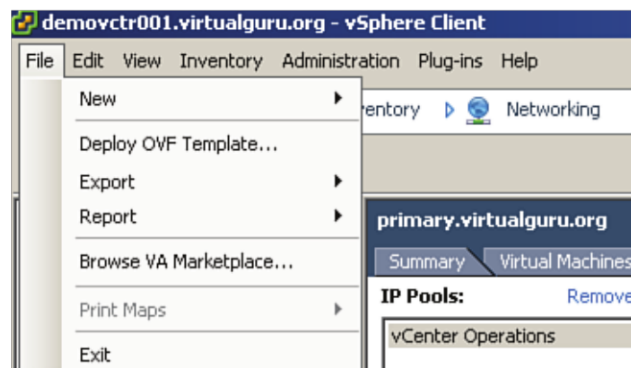 demovctr001.virtualguru.org - vSphere Client
File Edit View Inventory Administration Plug-ins Help
New
entory Networking
Deploy OVF Template...
Export
Report
primary.virtualguru.org
Browse VA Marketplace...
Summary Virtual Machines
IP Pools: Remove
Print Maps
vCenter Operations
Exit